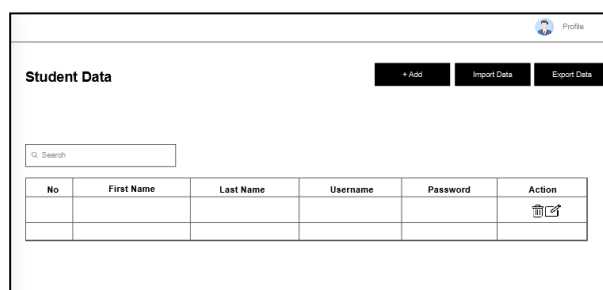 Profile
Student Data
+ Add
Import Data
Export Data
Search
No First Name Last Name Username Password Action